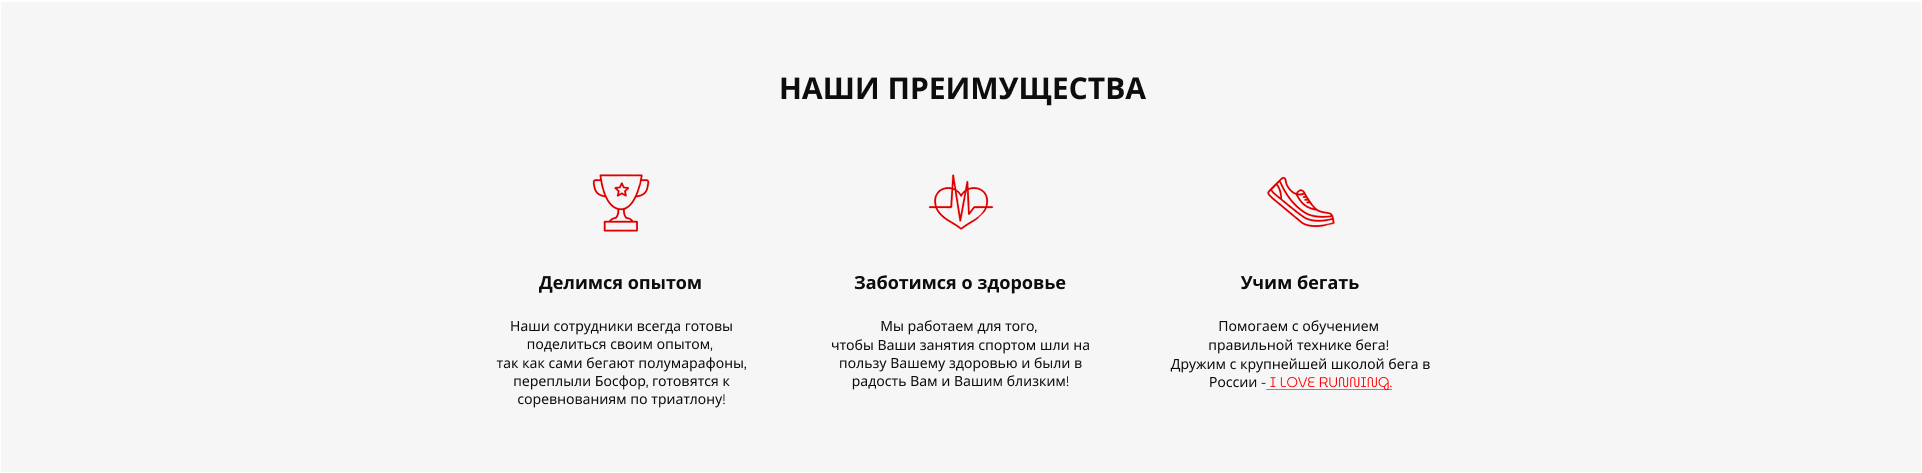 НАШИ ПРЕИМУЩЕСТВА
Делимся опытом
Наши сотрудники всегда готовы
поделиться своим опытом,
так как сами бегают полумарафоны,
переплыли Босфор, готовятся к
соревнованиям по триатлону!
Заботимся о здоровье
Мы работаем для того,
чтобы Ваши занятия спортом шли на
пользу Вашему здоровью и были в
радость Вам и Вашим близким!
Учим бегать
Помогаем с обучением
правильной технике бега!
Дружим с крупнейшей школой бега в
России - I LOVE RUNNING.